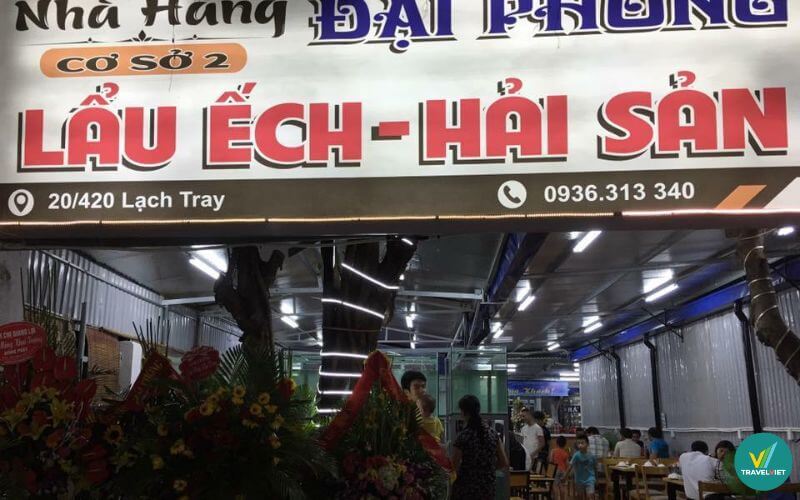 Nhà Hàng ĐẠI PHONG
CƠ SỞ 2
LẨU ẾCH - HẢI SẢN
20/420 Lạch Tray
0936.313 340
TRAVELVIET